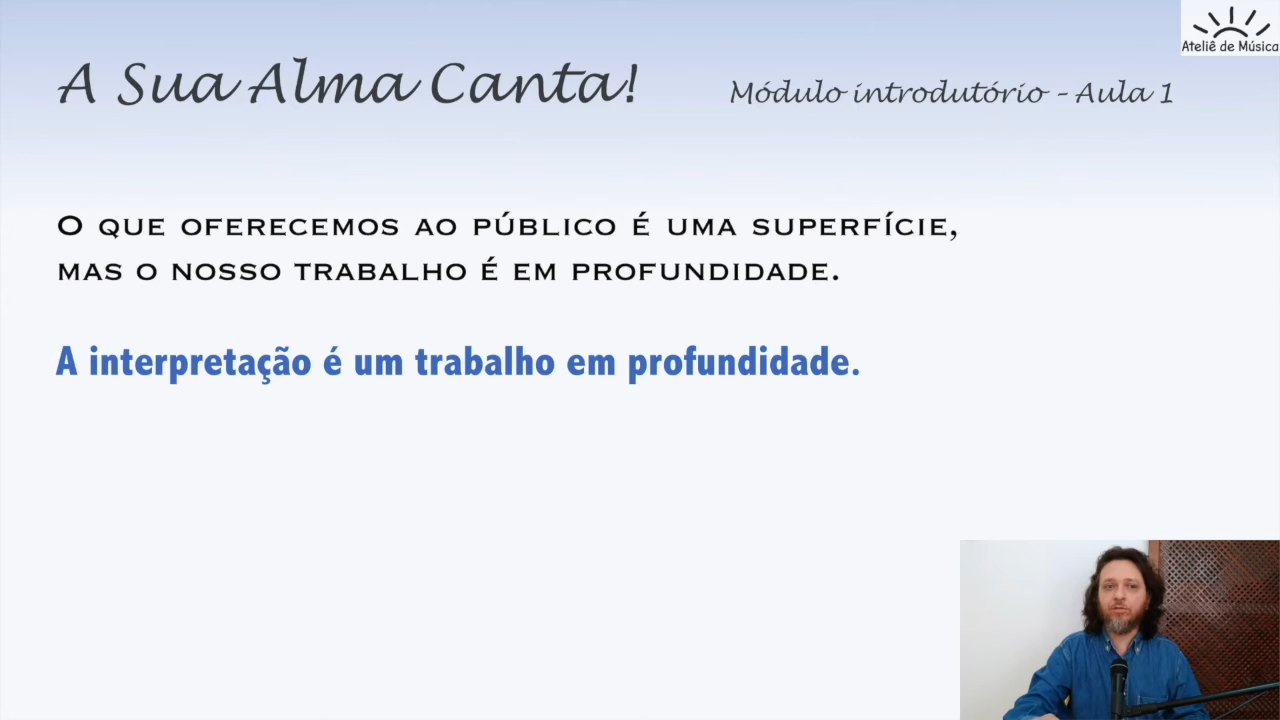 A Sua Alma Canta!
Módulo introdutório – Aula 1
Ateliê de Música
O QUE OFERECEMOS AO PÚBLICO É UMA SUPERFÍCIE,
MAS O NOSSO TRABALHO É EM PROFUNDIDADE.
A interpretação é um trabalho em profundidade.